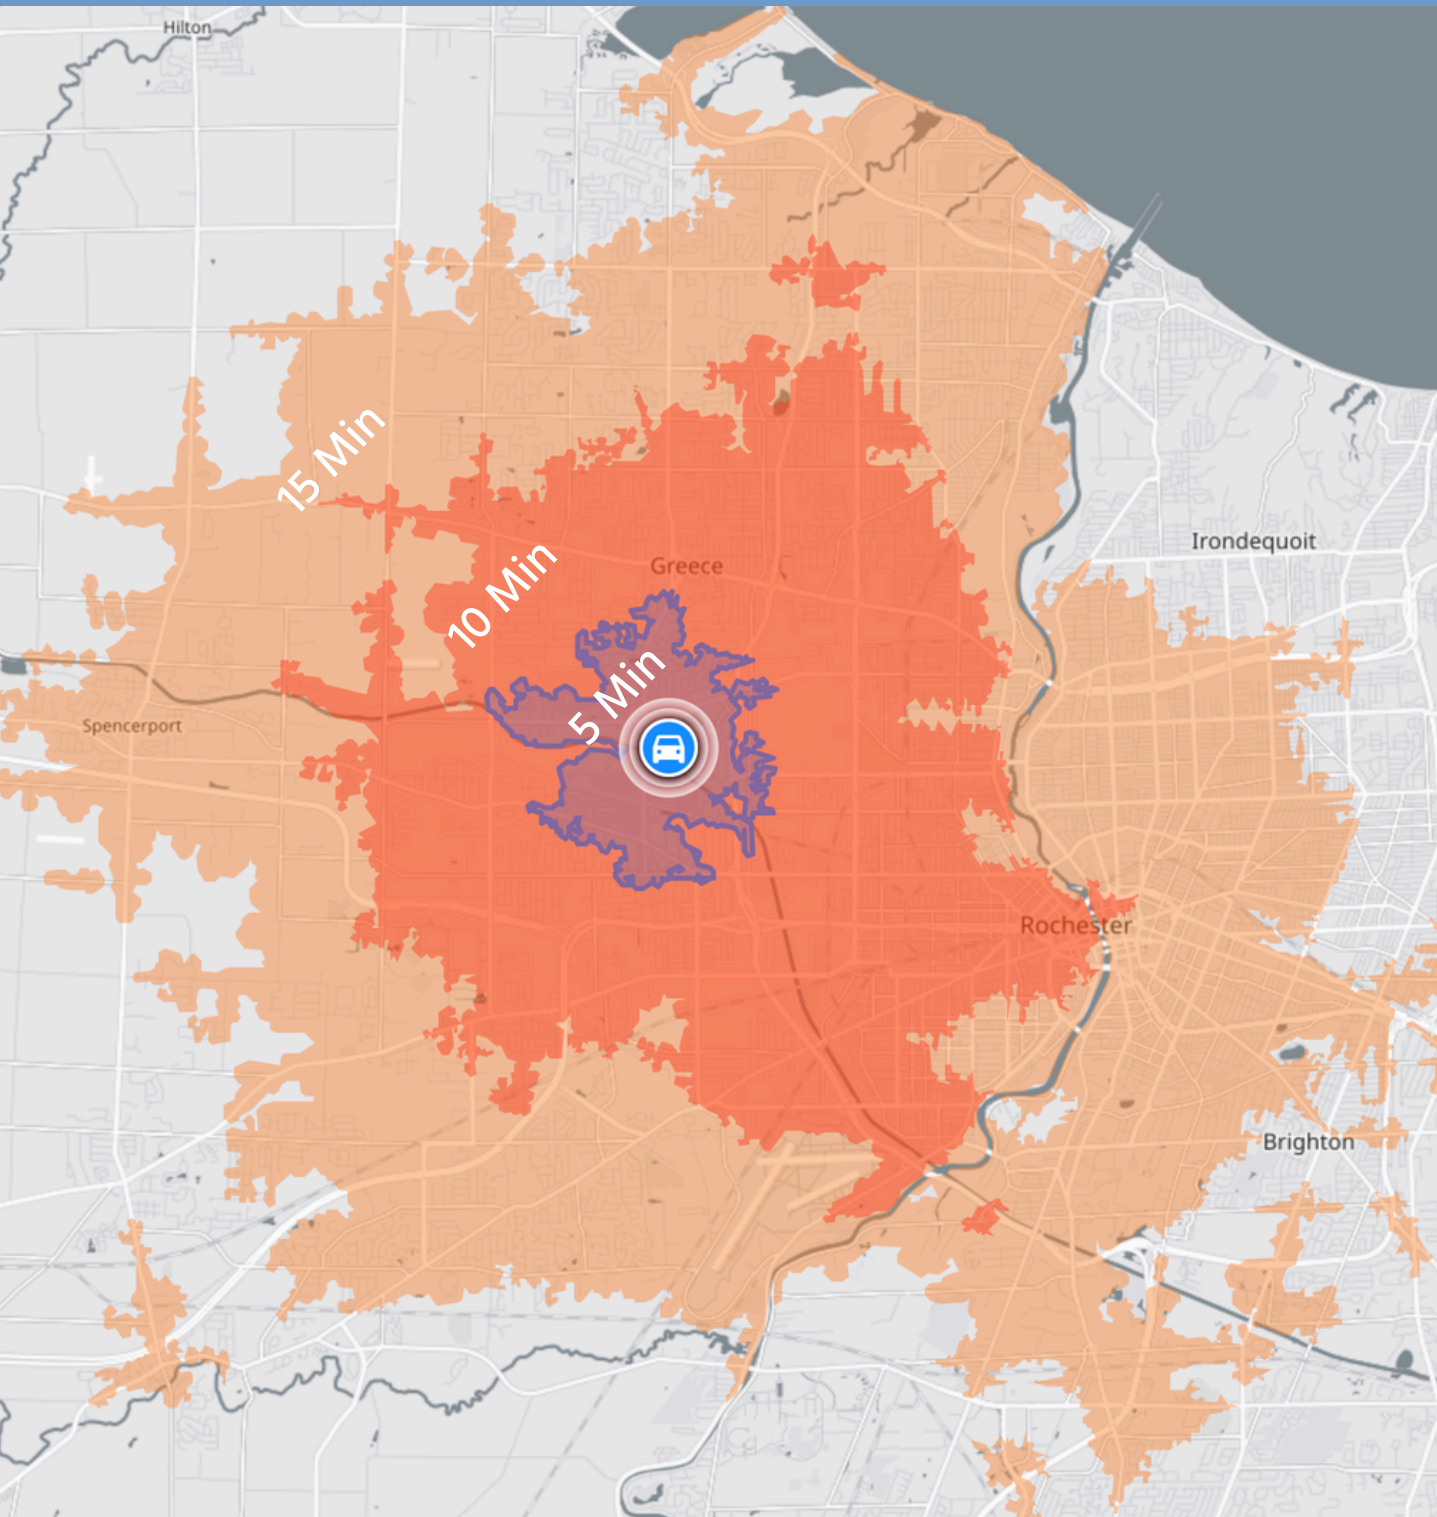 Hilton
15 Min
Irondequoit
10 Min
Greece
5 Min
Spencerport
Rochester
Brighton